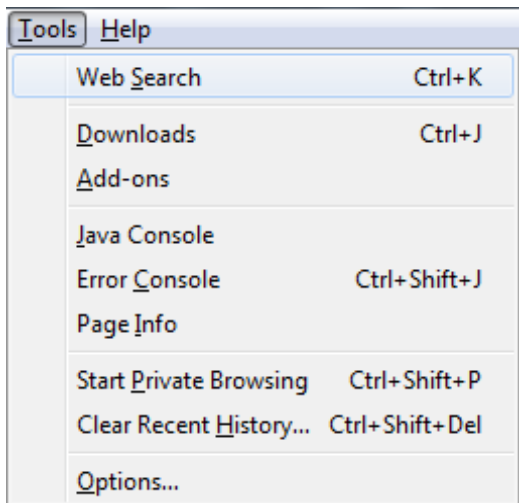 Tools Help
Web Search Ctrl+K
Downloads Ctrl+J
Add-ons
Java Console
Error Console Ctrl+Shift+J
Page Info
Start Private Browsing Ctrl+Shift+P
Clear Recent History... Ctrl+Shift+Del
Options...